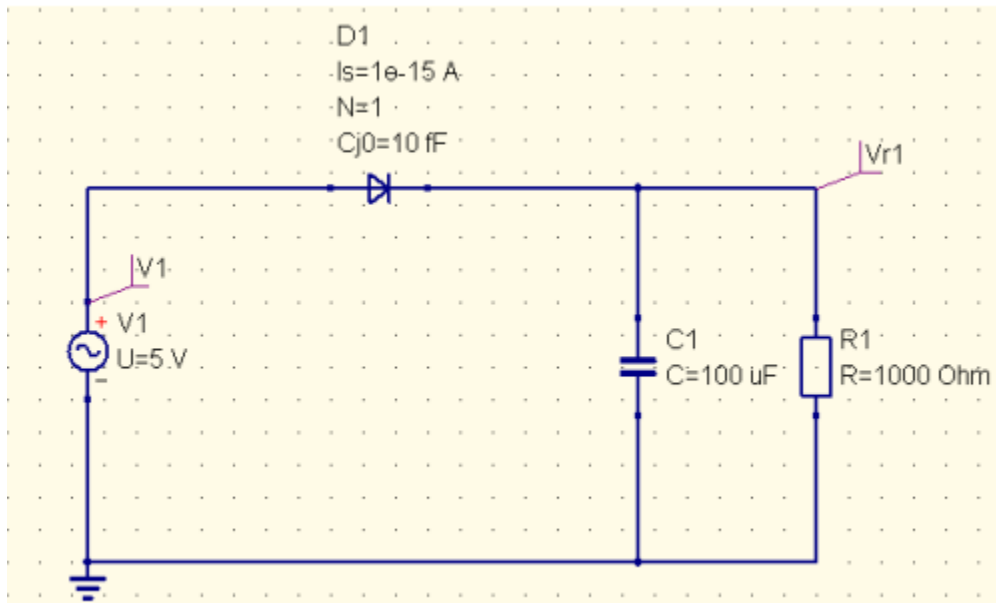 D1
Is=1e-15 A
N=1
Cj0=10 fF
Vr1
V1
+ V1
U=5 V
−
C1
C=100 uF
R1
R=1000 Ohm